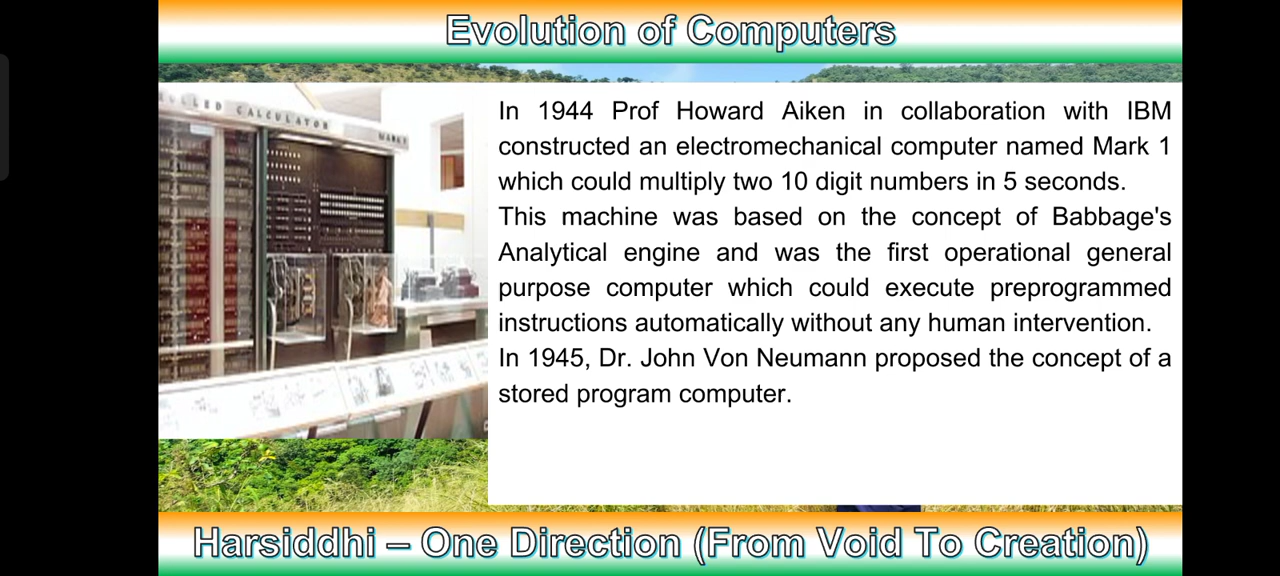 Evolution of Computers
CALCULATOR
MARK I
In 1944 Prof Howard Aiken in collaboration with IBM
constructed an electromechanical computer named Mark 1
which could multiply two 10 digit numbers in 5 seconds.
This machine was based on the concept of Babbage's
Analytical engine and was the first operational general
purpose computer which could execute preprogrammed
instructions automatically without any human intervention.
In 1945, Dr. John Von Neumann proposed the concept of a
stored program computer.
Harsiddhi – One Direction (From Void To Creation)